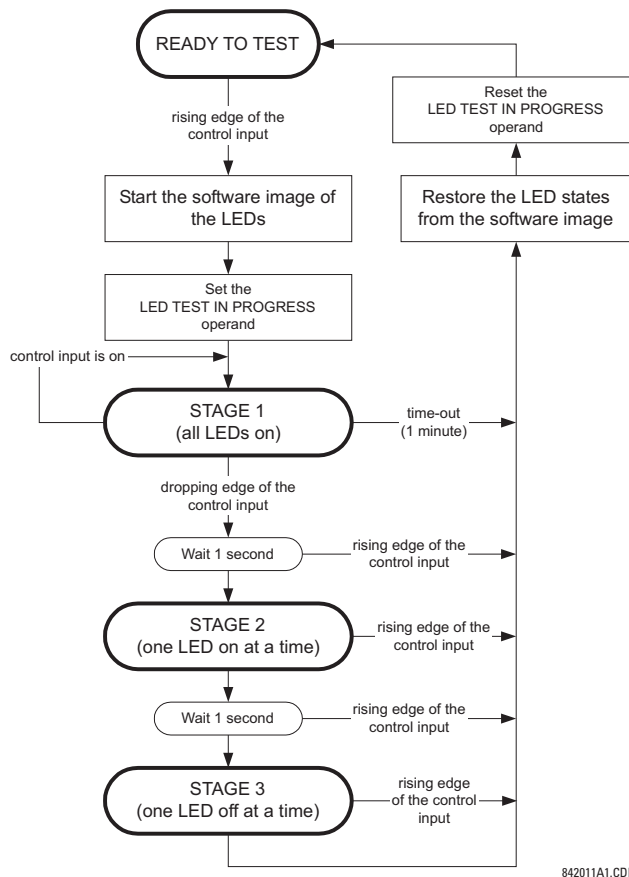 READY TO TEST
rising edge of the
control input
Start the software image of
the LEDs
Set the
LED TEST IN PROGRESS
operand
control input is on
STAGE 1
(all LEDs on)
time-out
(1 minute)
dropping edge of the
control input
Wait 1 second
rising edge of the
control input
STAGE 2
(one LED on at a time)
rising edge of the
control input
Wait 1 second
rising edge of the
control input
STAGE 3
(one LED off at a time)
rising edge
of the control
input
Reset the
LED TEST IN PROGRESS
operand
Restore the LED states
from the software image
842011A1.CD